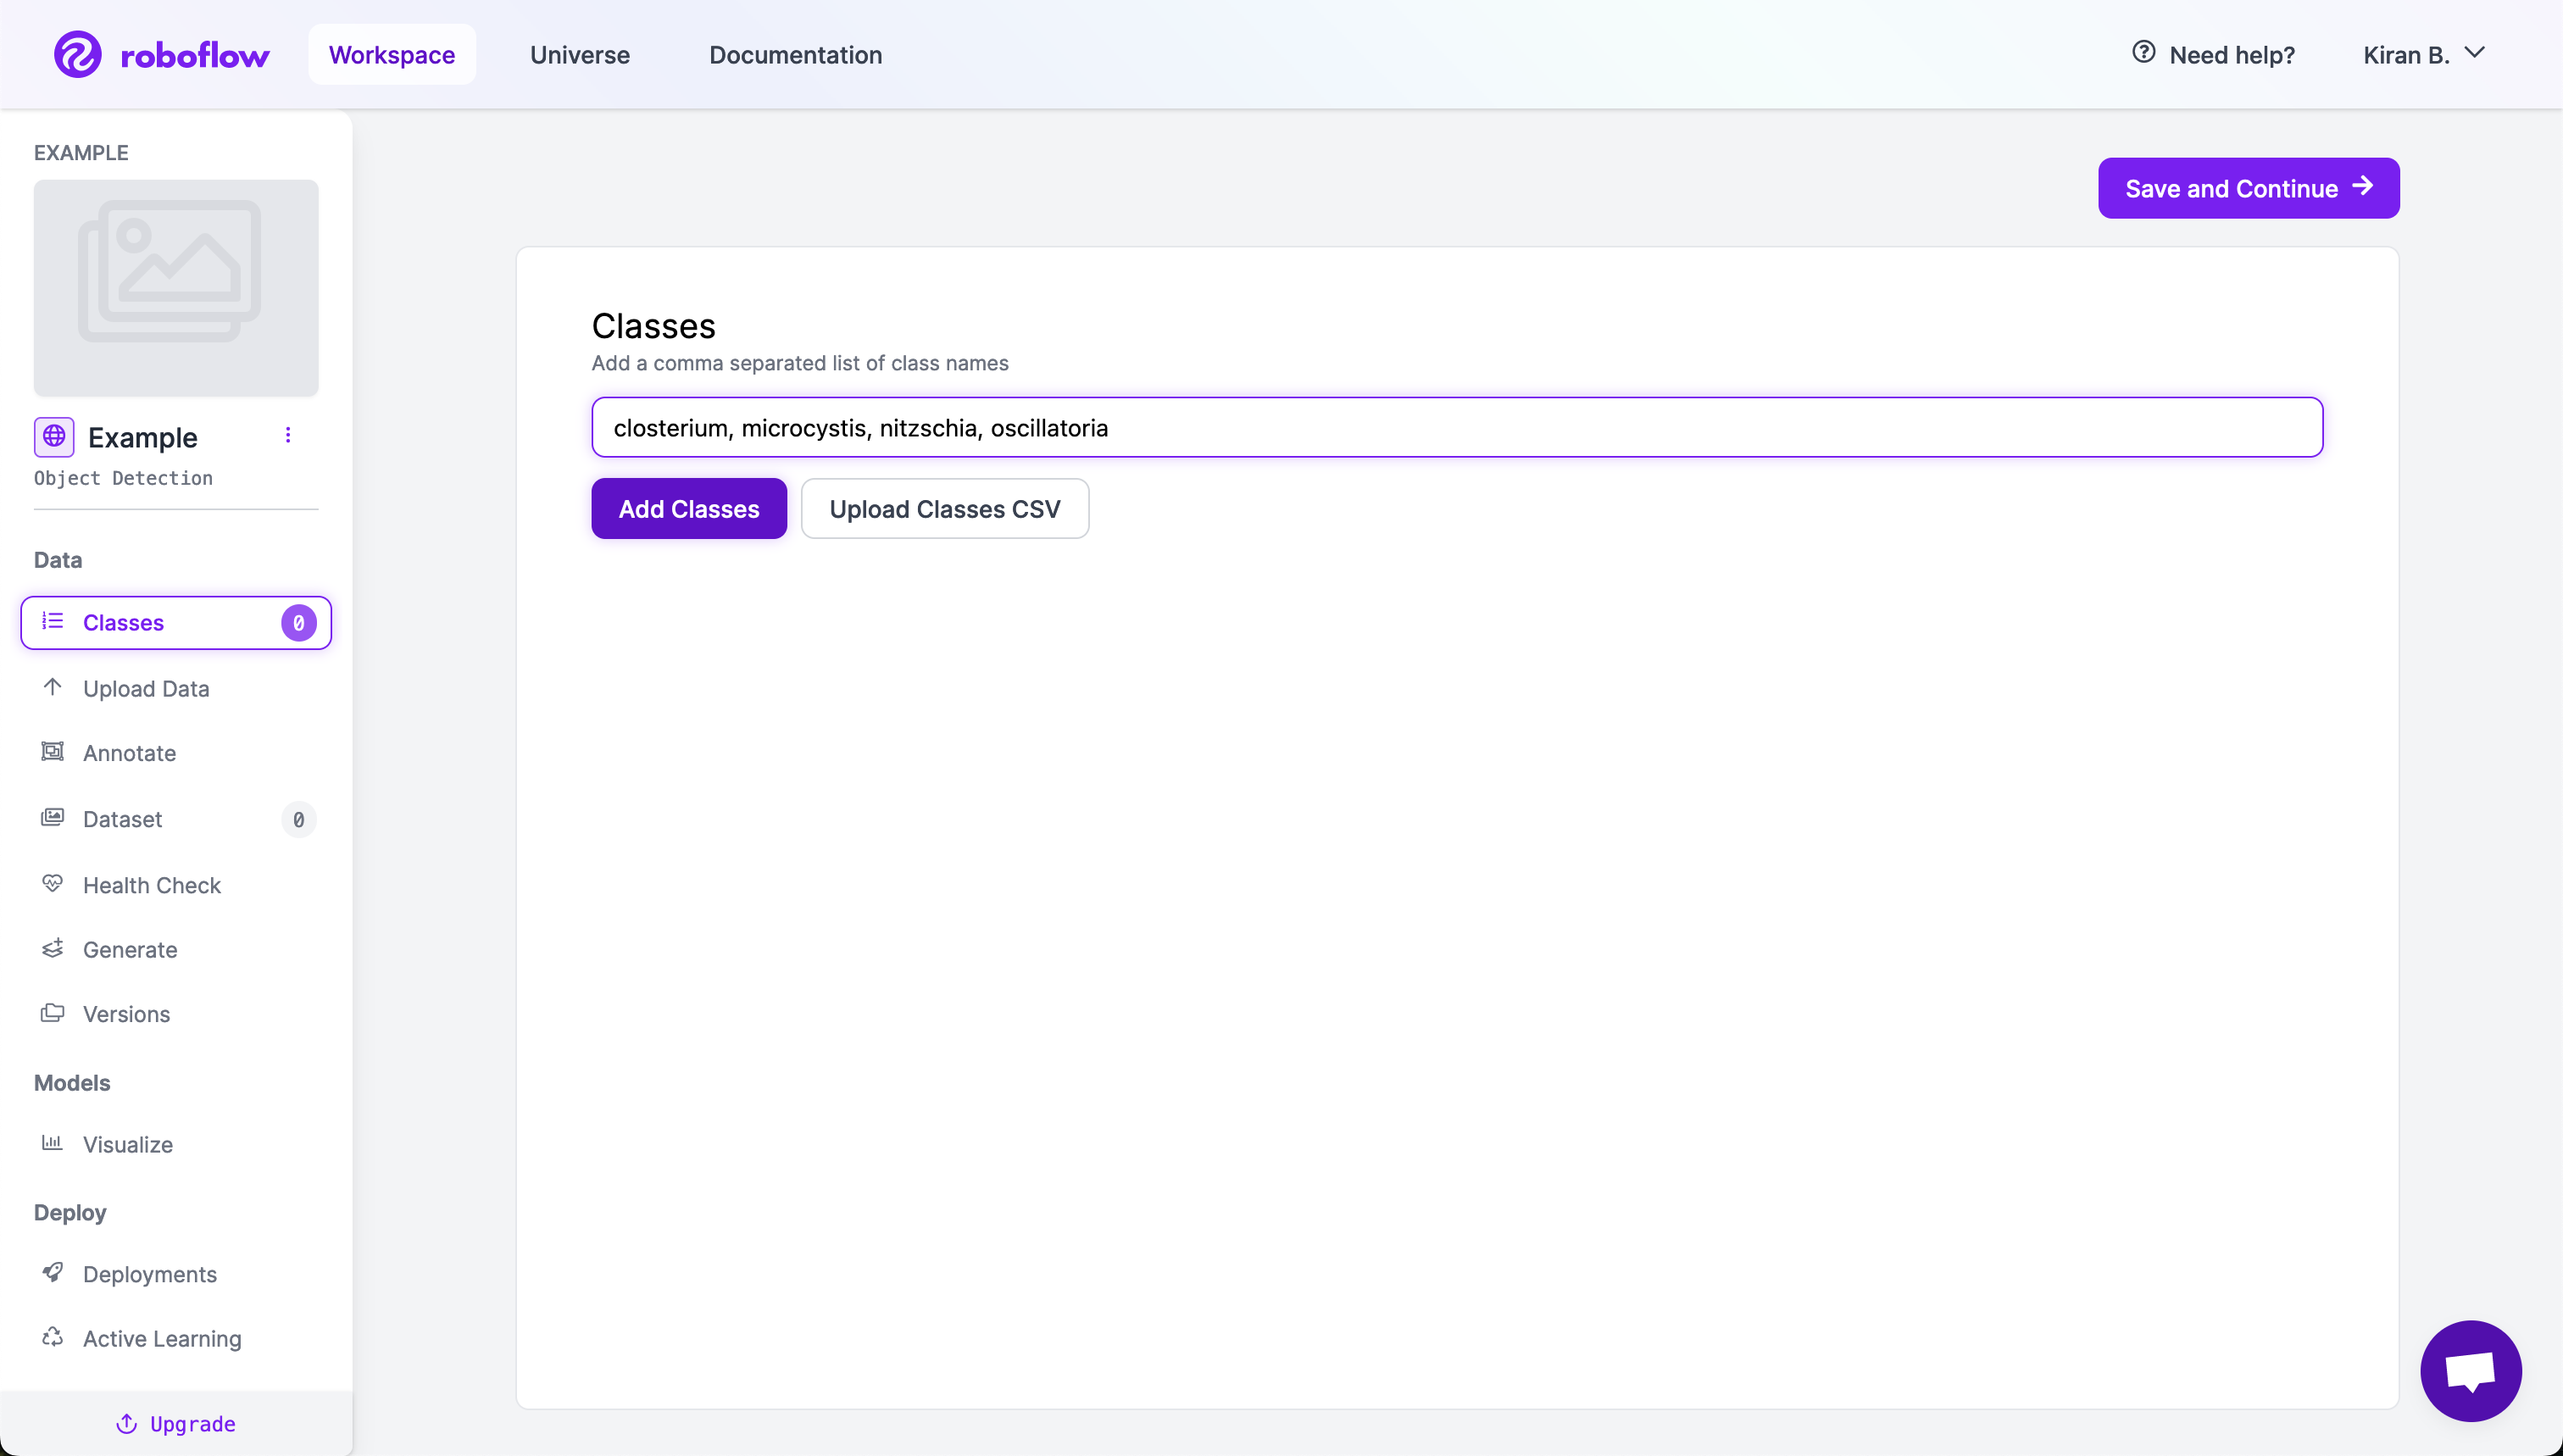 roboflow
Workspace
Universe
Documentation
Need help?
Kiran B.
EXAMPLE
Example
Object Detection
Data
Classes 0
Upload Data
Annotate
Dataset 0
Health Check
Generate
Versions
Models
Visualize
Deploy
Deployments
Active Learning
Upgrade
Save and Continue
Classes
Add a comma separated list of class names
closterium, microcystis, nitzschia, oscillatoria
Add Classes
Upload Classes CSV